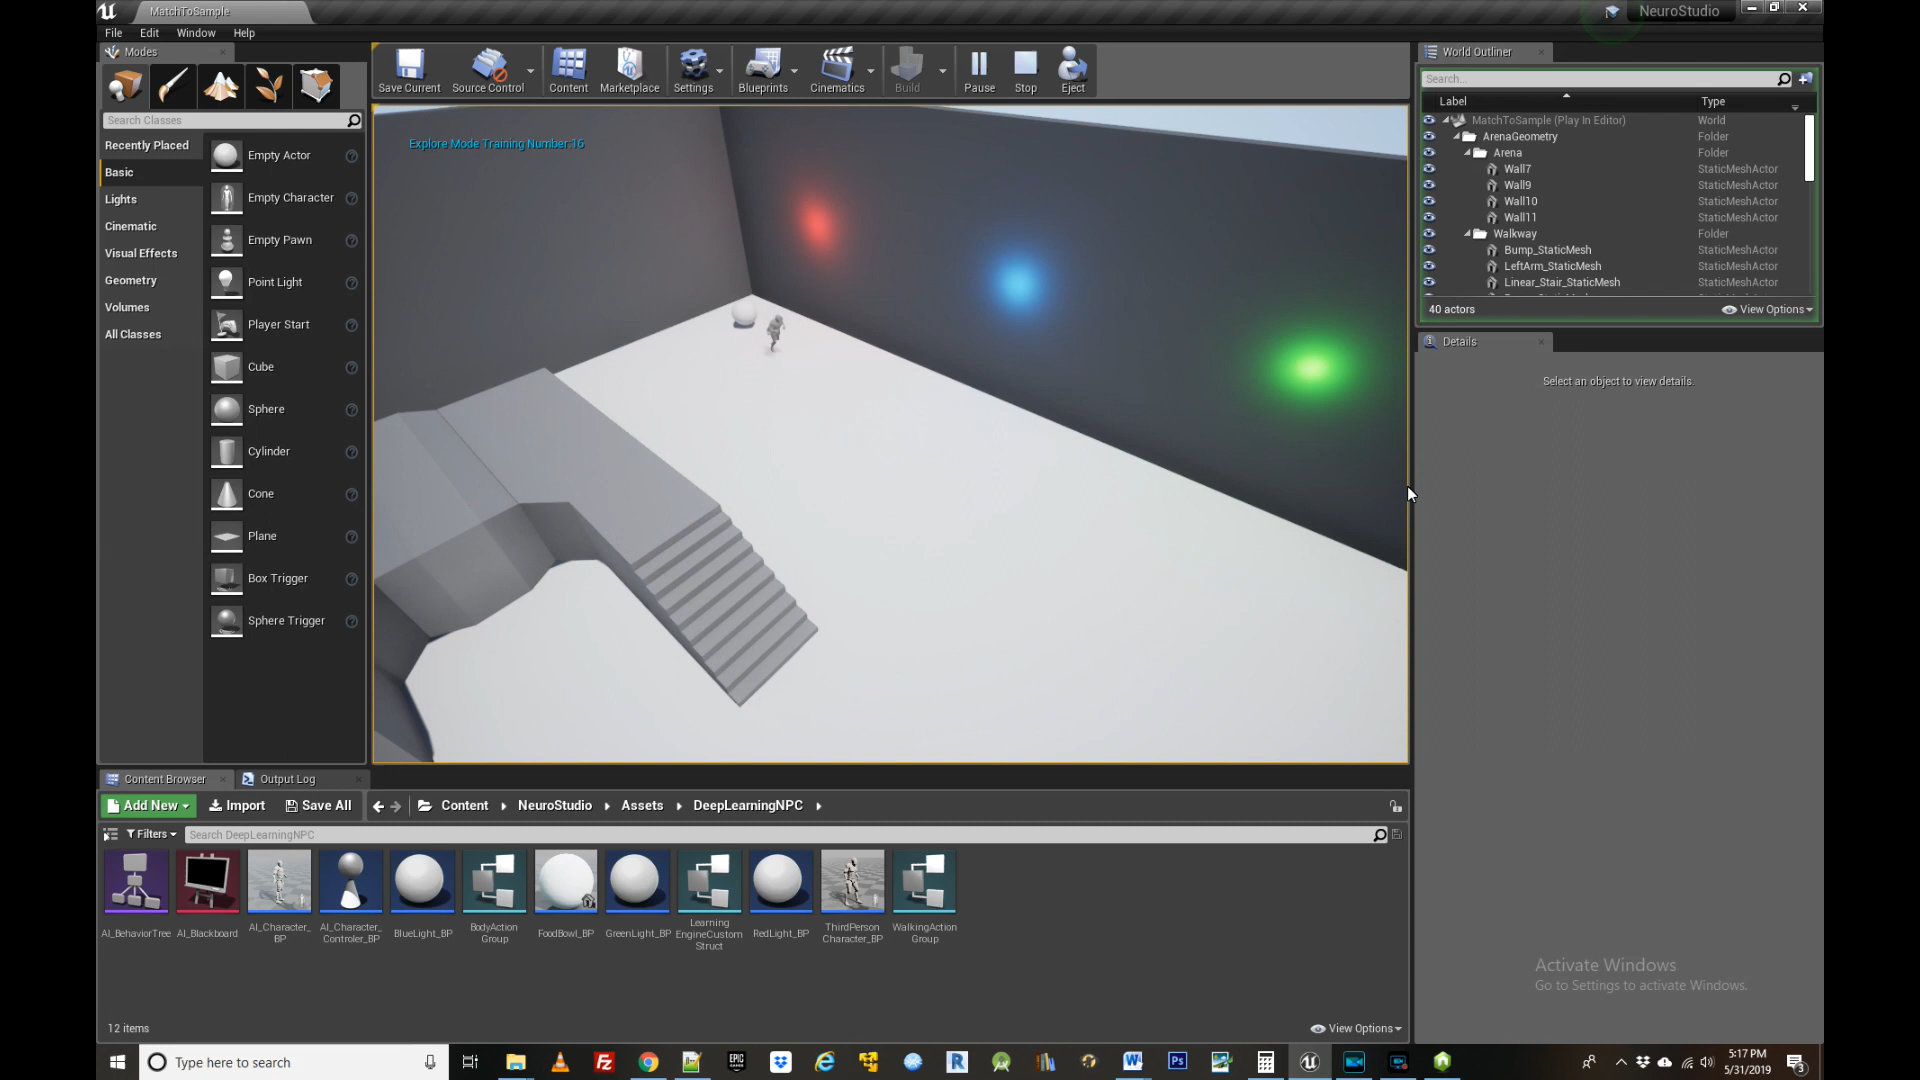 MatchToSample
NeuroStudio
File Edit Window Help
Modes
Save Current
Source Control
Content
Marketplace
Settings
Blueprints
Cinematics
Build
Pause
Stop
Eject
Search Classes
Recently Placed
Basic
Lights
Cinematic
Visual Effects
Geometry
Volumes
All Classes
Empty Actor
Empty Character
Empty Pawn
Point Light
Player Start
Cube
Sphere
Cylinder
Cone
Plane
Box Trigger
Sphere Trigger
Explore Mode Training Number:16
World Outliner
Search...
Label Type
MatchToSample (Play In Editor) World
ArenaGeometry Folder
Arena Folder
Wall7 StaticMeshActor
Wall9 StaticMeshActor
Wall10 StaticMeshActor
Wall11 StaticMeshActor
Walkway Folder
Bump_StaticMesh StaticMeshActor
LeftArm_StaticMesh StaticMeshActor
Linear_Stair_StaticMesh StaticMeshActor
40 actors
View Options
Details
Select an object to view details.
Content Browser
Output Log
Add New
Import
Save All
Content
NeuroStudio
Assets
DeepLearningNPC
Filters
Search DeepLearningNPC
AI_BehaviorTree
AI_Blackboard
AI_Character_
BP
AI_Character_
Controler_BP
BlueLight_BP
BodyAction
Group
FoodBowl_BP
GreenLight_BP
Learning
EngineCustom
Struct
RedLight_BP
ThirdPerson
Character_BP
WalkingAction
Group
12 items
View Options
Activate Windows
Go to Settings to activate Windows.
Type here to search
5:17 PM
5/31/2019